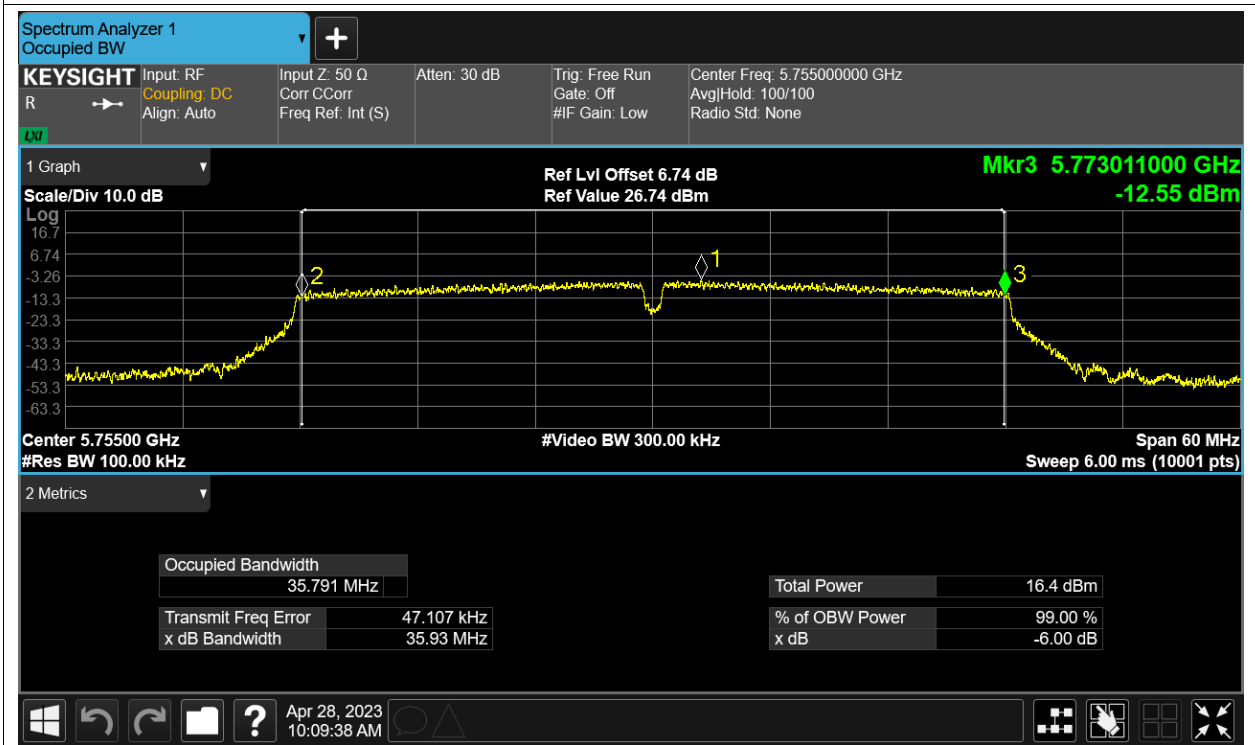 Spectrum Analyzer 1
Occupied BW
KEYSIGHT
R
LXI
Input: RF
Coupling: DC
Align: Auto
Input Z: 50 Ω
Corr CCorr
Freq Ref: Int (S)
Atten: 30 dB
Trig: Free Run
Gate: Off
#IF Gain: Low
Center Freq: 5.755000000 GHz
Avg|Hold: 100/100
Radio Std: None
1 Graph
Scale/Div 10.0 dB
Ref Lvl Offset 6.74 dB
Ref Value 26.74 dBm
Mkr3 5.773011000 GHz
-12.55 dBm
Log
16.7
6.74
-3.26
-13.3
-23.3
-33.3
-43.3
-53.3
-63.3
2
1
3
Center 5.75500 GHz
#Video BW 300.00 kHz
Span 60 MHz
#Res BW 100.00 kHz
Sweep 6.00 ms (10001 pts)
2 Metrics
Occupied Bandwidth
35.791 MHz
Transmit Freq Error 47.107 kHz
x dB Bandwidth 35.93 MHz
Total Power 16.4 dBm
% of OBW Power 99.00 %
x dB -6.00 dB
?
Apr 28, 2023
10:09:38 AM